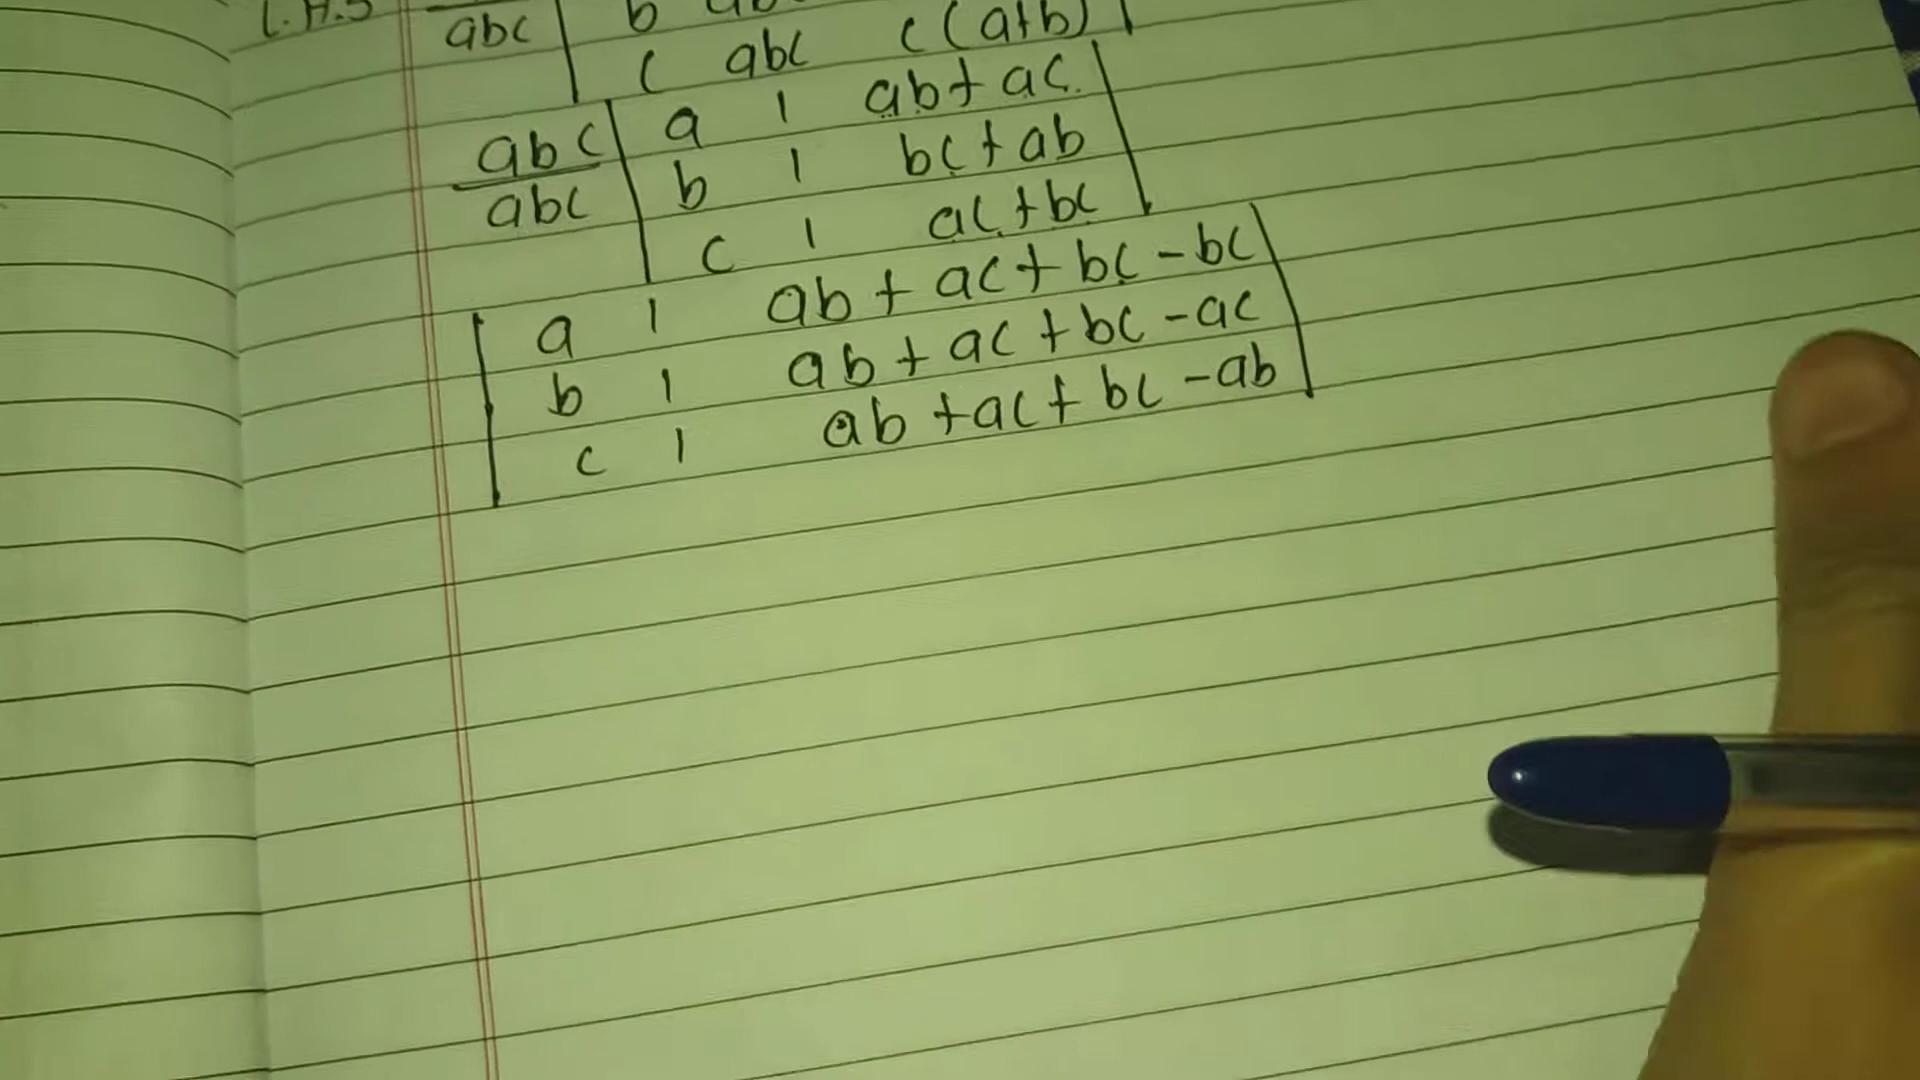 L.H.S
abc | b
c abc c(a+b) |
| a 1 ab+ac |
abc | b 1 bc+ab |
abc
| c 1 ac+bc |
| a 1 ab+ac+bc-bc |
| b 1 ab+ac+bc-ac |
| c 1 ab+ac+bc-ab |